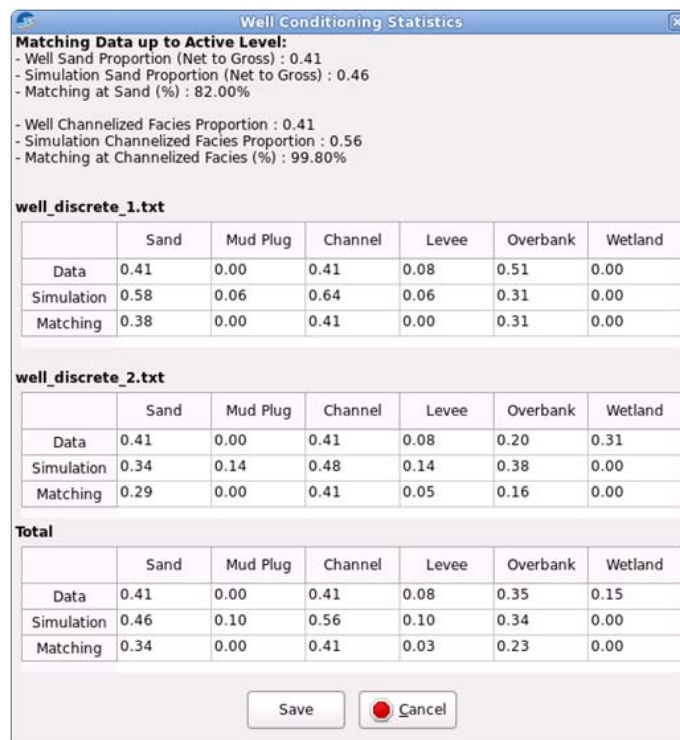 Well Conditioning Statistics
Matching Data up to Active Level:
- Well Sand Proportion (Net to Gross) : 0.41
- Simulation Sand Proportion (Net to Gross) : 0.46
- Matching at Sand (%) : 82.00%
- Well Channelized Facies Proportion : 0.41
- Simulation Channelized Facies Proportion : 0.56
- Matching at Channelized Facies (%) : 99.80%
well_discrete_1.txt
Sand Mud Plug Channel Levee Overbank Wetland
Data 0.41 0.00 0.41 0.08 0.51 0.00
Simulation 0.58 0.06 0.64 0.06 0.31 0.00
Matching 0.38 0.00 0.41 0.00 0.31 0.00
well_discrete_2.txt
Sand Mud Plug Channel Levee Overbank Wetland
Data 0.41 0.00 0.41 0.08 0.20 0.31
Simulation 0.34 0.14 0.48 0.14 0.38 0.00
Matching 0.29 0.00 0.41 0.05 0.16 0.00
Total
Sand Mud Plug Channel Levee Overbank Wetland
Data 0.41 0.00 0.41 0.08 0.35 0.15
Simulation 0.46 0.10 0.56 0.10 0.34 0.00
Matching 0.34 0.00 0.41 0.03 0.23 0.00
Save Cancel